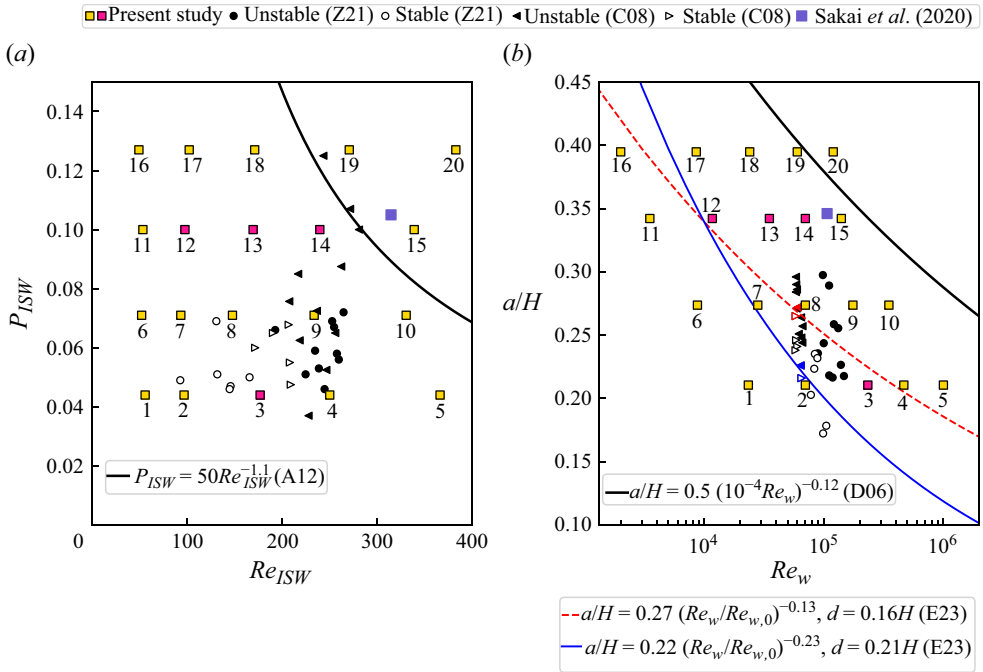 Present study Unstable (Z21) Stable (Z21) Unstable (C08) Stable (C08) Sakai et al. (2020)
(a)
0.14
0.12
0.10
0.08
0.06
0.04
0.02
P_ISW
16 17 18 19 20
11 12 13 14 15
6 7 8 9 10
1 2 3 4 5
P_ISW = 50Re_ISW^−1.1 (A12)
0 100 200 300 400
Re_ISW
(b)
0.45
0.40
0.35
0.30
0.25
0.20
0.15
0.10
a/H
16 17 18 19 20
11 12 13 14 15
6 7 8 9 10
1 2 3 4 5
a/H = 0.5 (10^−4Re_w)^−0.12 (D06)
10^4 10^5 10^6
Re_w
a/H = 0.27 (Re_w/Re_w,0)^−0.13, d = 0.16H (E23)
a/H = 0.22 (Re_w/Re_w,0)^−0.23, d = 0.21H (E23)